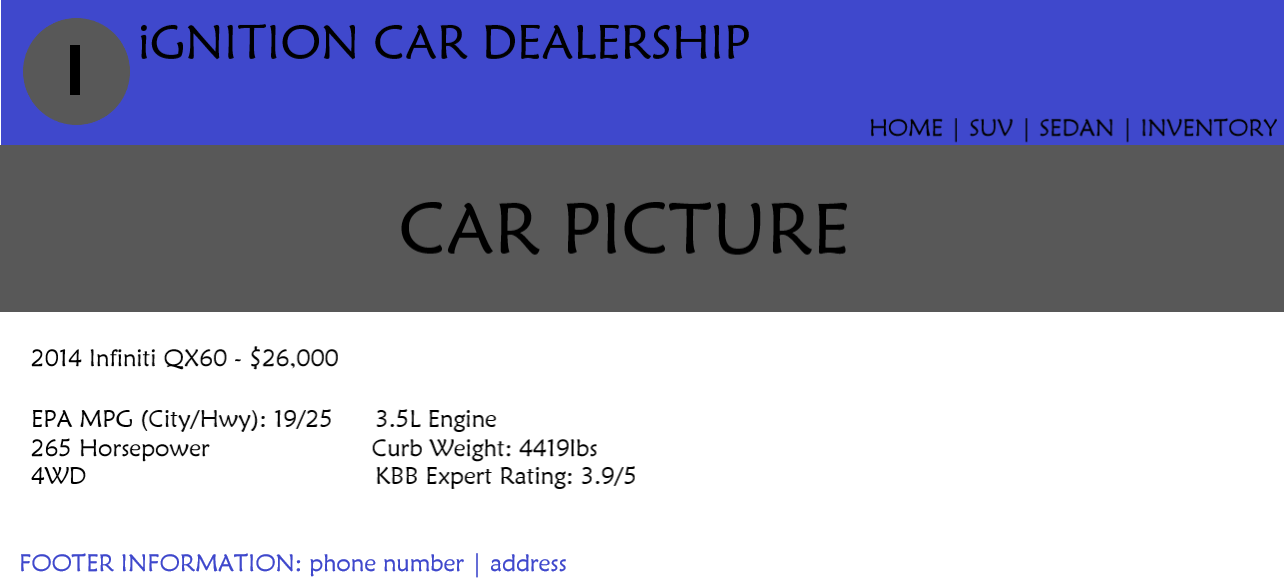 I
iGNITION CAR DEALERSHIP
HOME | SUV | SEDAN | INVENTORY
CAR PICTURE
2014 Infiniti QX60 - $26,000
EPA MPG (City/Hwy): 19/25 3.5L Engine
265 Horsepower Curb Weight: 4419lbs
4WD KBB Expert Rating: 3.9/5
FOOTER INFORMATION: phone number | address